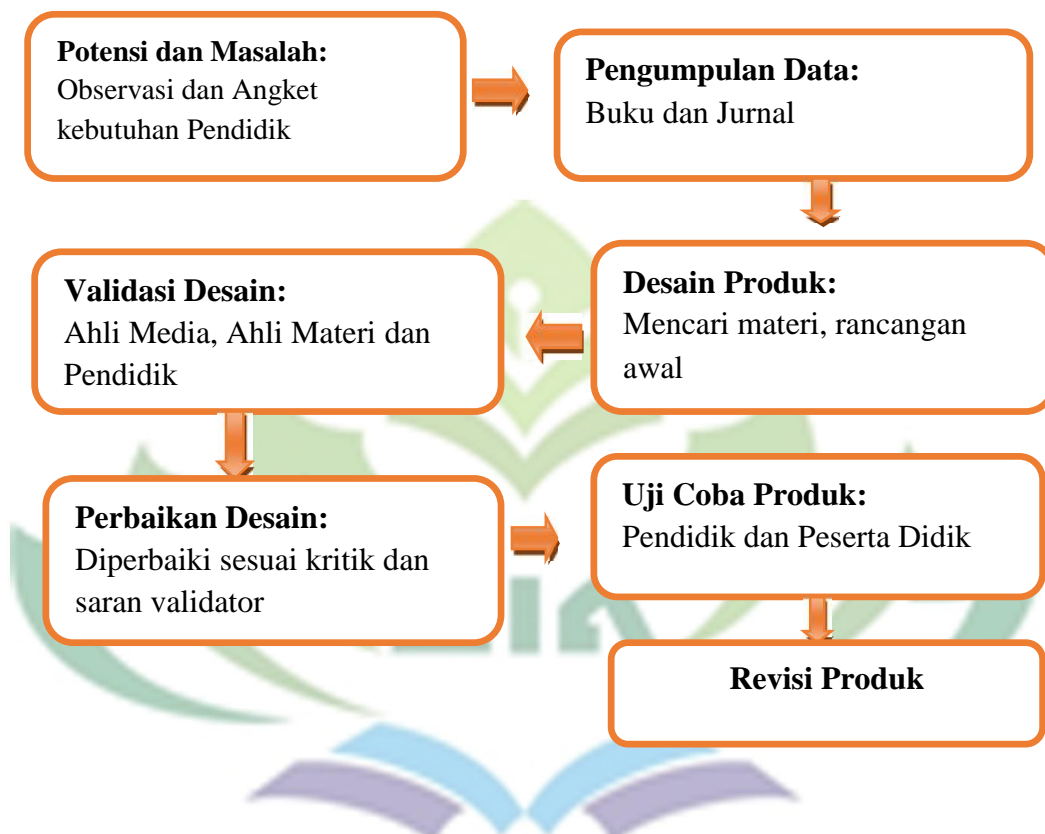 Potensi dan Masalah:
Observasi dan Angket
kebutuhan Pendidik
Pengumpulan Data:
Buku dan Jurnal
Desain Produk:
Mencari materi, rancangan
awal
Validasi Desain:
Ahli Media, Ahli Materi dan
Pendidik
Perbaikan Desain:
Diperbaiki sesuai kritik dan
saran validator
Uji Coba Produk:
Pendidik dan Peserta Didik
Revisi Produk